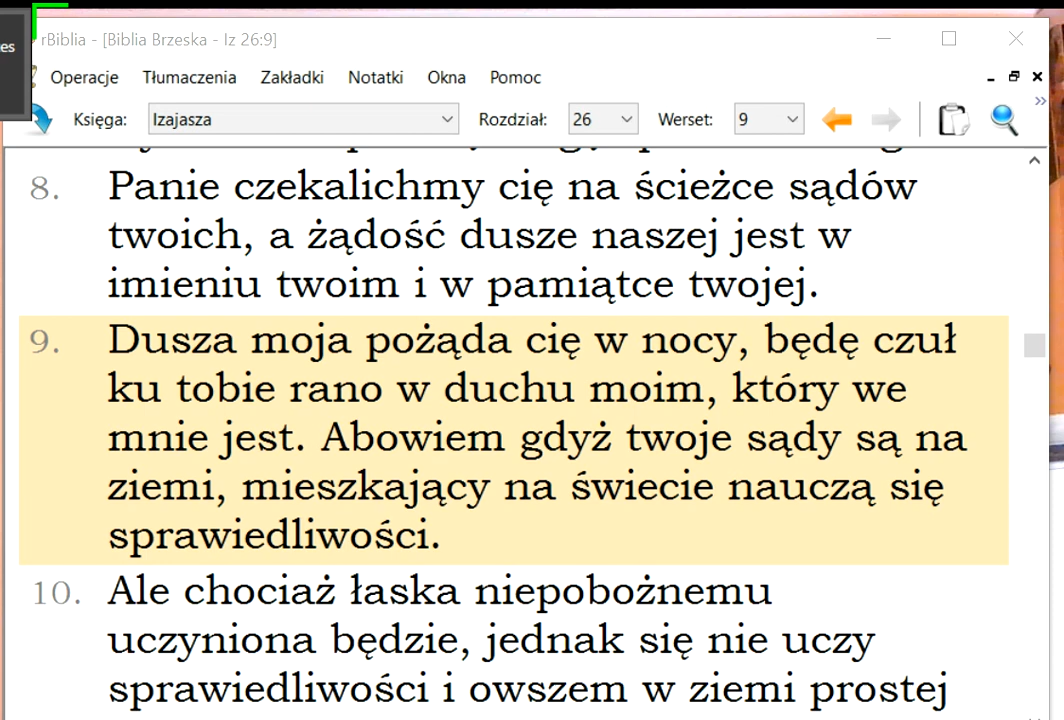 es
rBiblia - [Biblia Brzeska - Iz 26:9]
Operacje Tłumaczenia Zakładki Notatki Okna Pomoc
Księga: Izajasza Rozdział: 26 Werset: 9
8. Panie czekalichmy cię na ścieżce sądów
twoich, a żądość dusze naszej jest w
imieniu twoim i w pamiątce twojej.
9. Dusza moja pożąda cię w nocy, będę czuł
ku tobie rano w duchu moim, który we
mnie jest. Abowiem gdyż twoje sądy są na
ziemi, mieszkający na świecie nauczą się
sprawiedliwości.
10. Ale chociaż łaska niepobożnemu
uczyniona będzie, jednak się nie uczy
sprawiedliwości i owszem w ziemi prostej